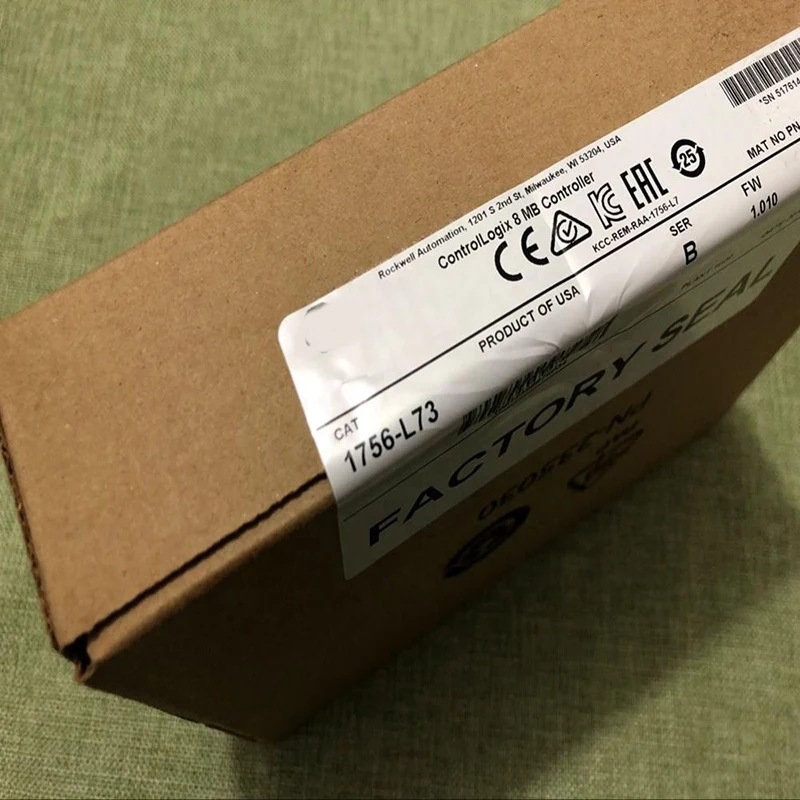 *SN 5176
MAT NO PN
Rockwell Automation, 1201 S 2nd St, Milwaukee, WI 53204, USA
ControlLogix 8 MB Controller
CE
KC
EAC
25
KCC-REM-RAA-1756-L7
SER
B
FW
1.010
PRODUCT OF USA
CAT
1756-L73
FACTORY SEAL